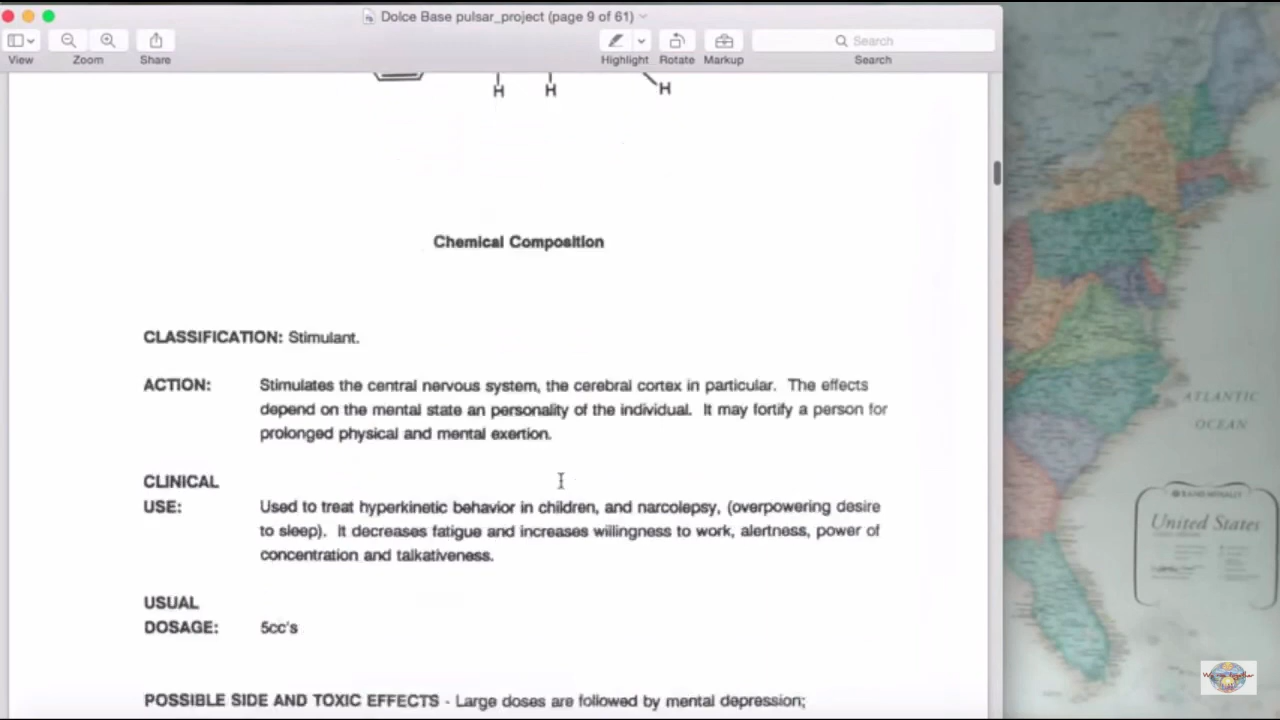 Dolce Base pulsar_project (page 9 of 61)
View
Zoom
Share
Highlight
Rotate
Markup
Search
Search
H H H
Chemical Composition
CLASSIFICATION: Stimulant.
ACTION: Stimulates the central nervous system, the cerebral cortex in particular. The effects
depend on the mental state an personality of the individual. It may fortify a person for
prolonged physical and mental exertion.
CLINICAL
USE: Used to treat hyperkinetic behavior in children, and narcolepsy, (overpowering desire
to sleep). It decreases fatigue and increases willingness to work, alertness, power of
concentration and talkativeness.
USUAL
DOSAGE: 5cc's
POSSIBLE SIDE AND TOXIC EFFECTS - Large doses are followed by mental depression;
ATLANTIC
OCEAN
RAND McNALLY
United States